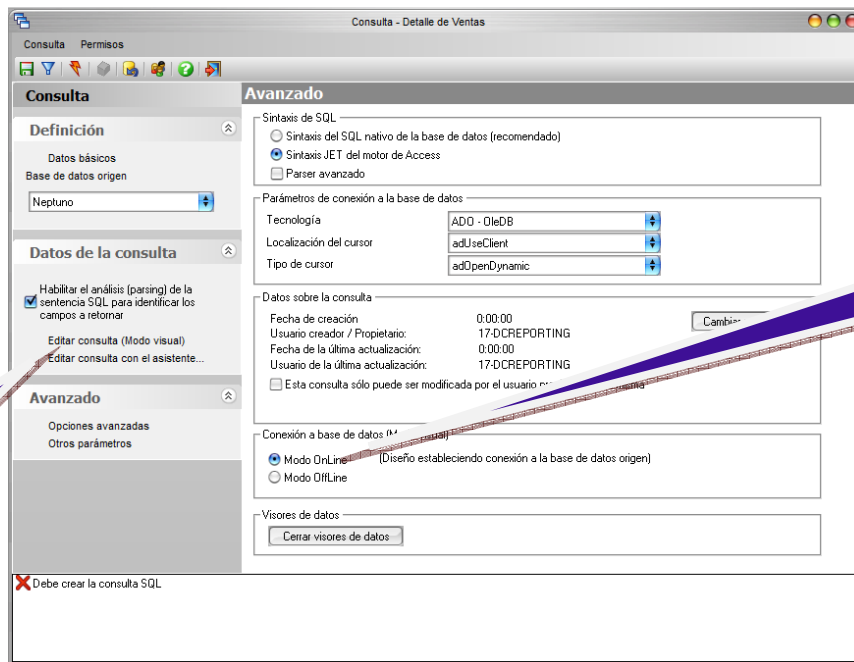 Consulta - Detalle de Ventas
Consulta Permisos
Consulta
Avanzado
Definición
Datos básicos
Base de datos origen
Neptuno
Datos de la consulta
Habilitar el análisis (parsing) de la
sentencia SQL para identificar los
campos a retornar
Editar consulta (Modo visual)
Editar consulta con el asistente...
Avanzado
Opciones avanzadas
Otros parámetros
Sintaxis de SQL
Sintaxis del SQL nativo de la base de datos (recomendado)
Sintaxis JET del motor de Access
Parser avanzado
Parámetros de conexión a la base de datos
Tecnología ADO - OleDB
Localización del cursor adUseClient
Tipo de cursor adOpenDynamic
Datos sobre la consulta
Fecha de creación 0:00:00
Usuario creador / Propietario: 17-DCREPORTING
Fecha de la última actualización: 0:00:00
Usuario de la última actualización: 17-DCREPORTING
Esta consulta sólo puede ser modificada por el usuario
Conexión a base de datos
Modo OnLine (Diseño estableciendo conexión a la base de datos origen)
Modo OffLine
Visores de datos
Cerrar visores de datos
Debe crear la consulta SQL